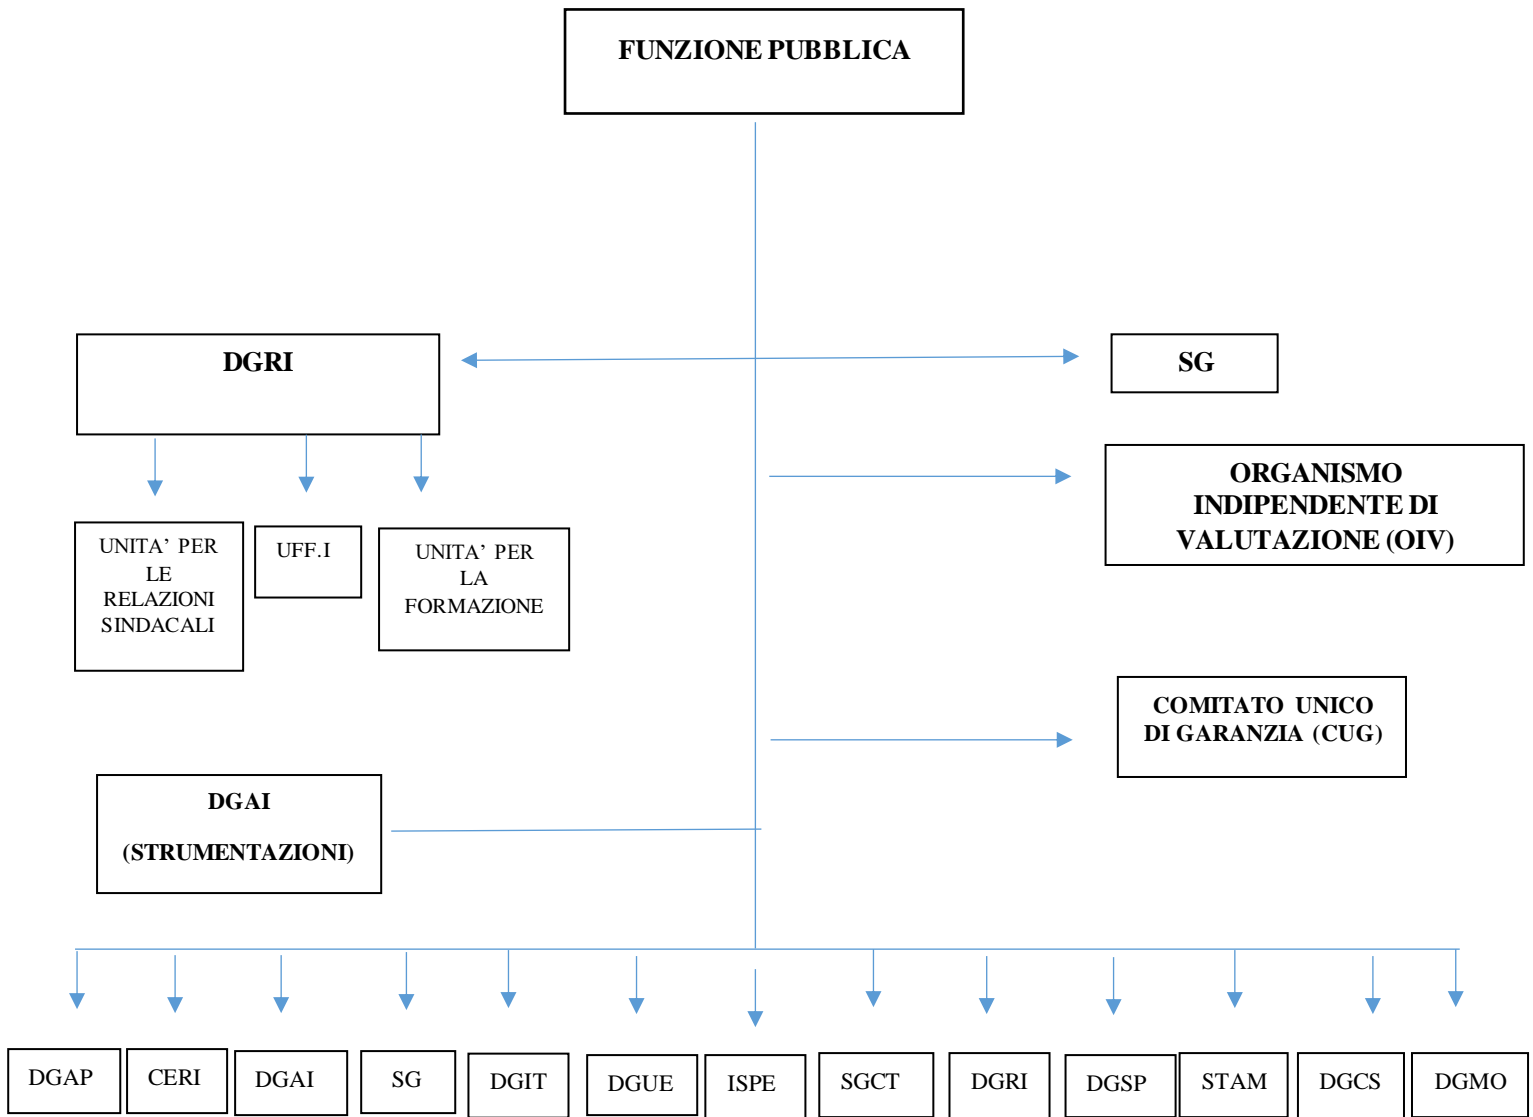 FUNZIONE PUBBLICA
DGRI
SG
ORGANISMO
INDIPENDENTE DI
VALUTAZIONE (OIV)
UNITA’ PER
LE
RELAZIONI
SINDACALI
UFF.I
UNITA’ PER
LA
FORMAZIONE
COMITATO UNICO
DI GARANZIA (CUG)
DGAI
(STRUMENTAZIONI)
DGAP
CERI
DGAI
SG
DGIT
DGUE
ISPE
SGCT
DGRI
DGSP
STAM
DGCS
DGMO